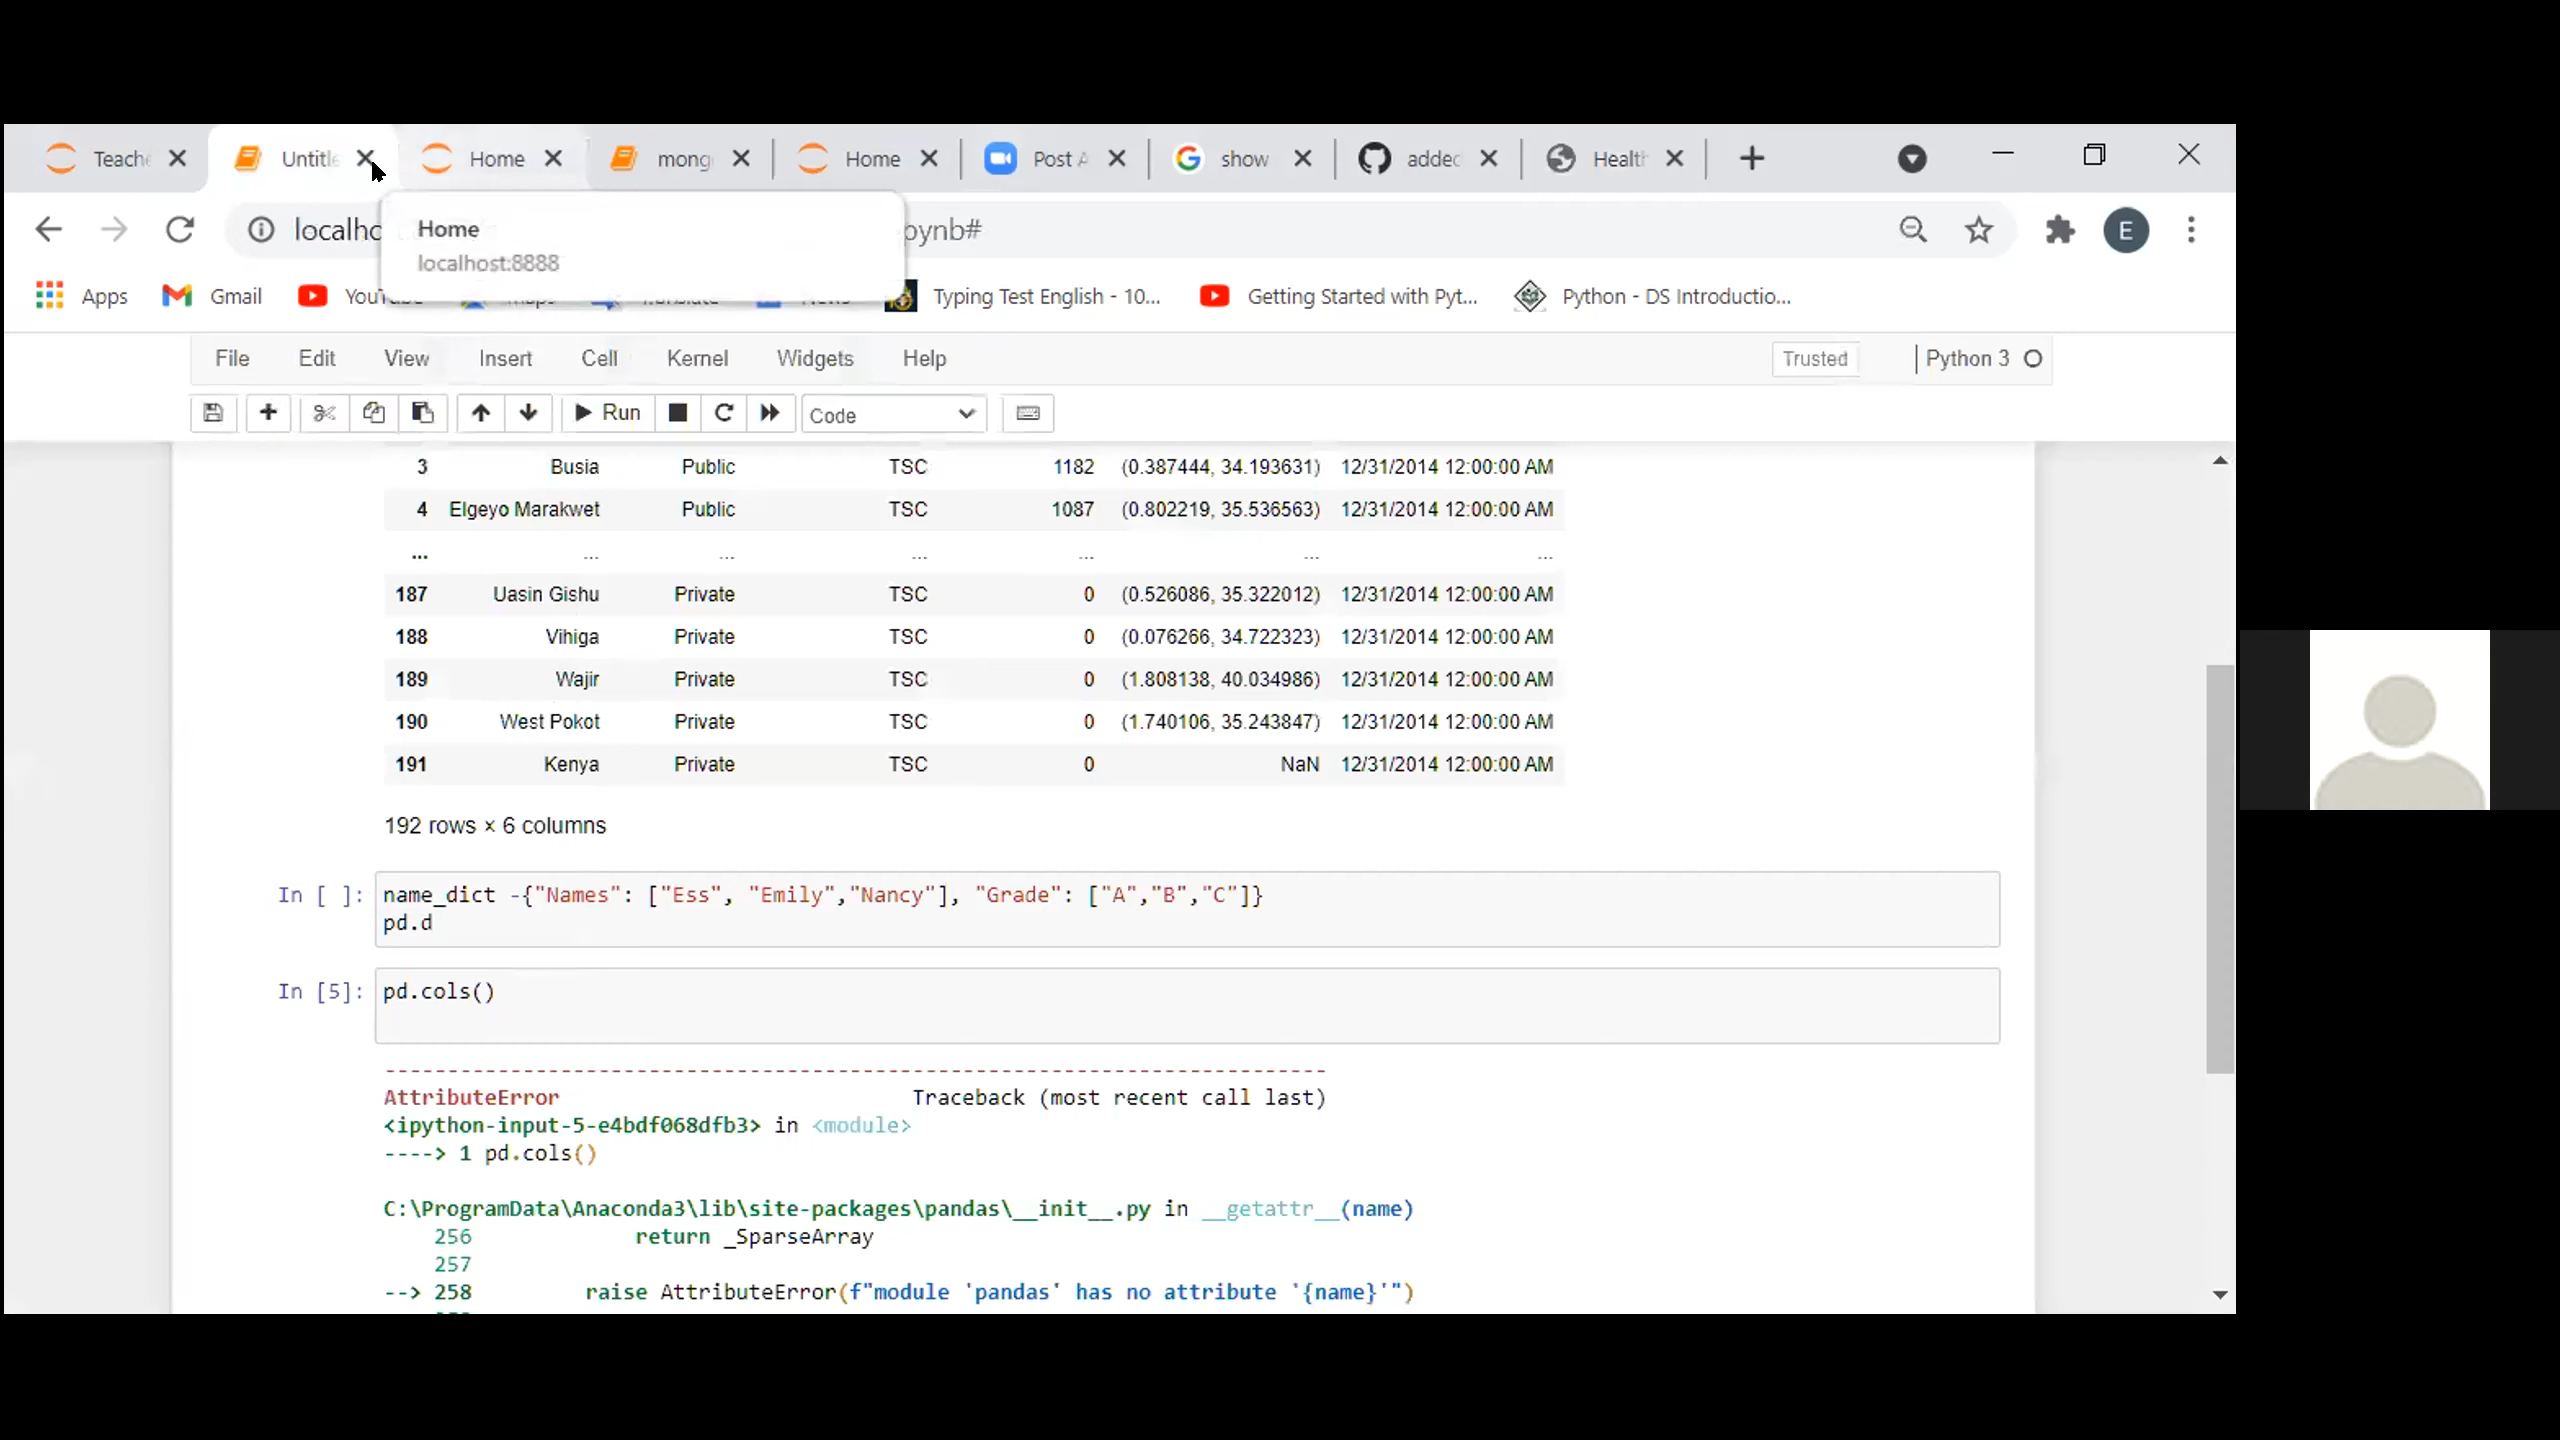 Teache
Untitle
Home
mong
Home
Post A
show
added
Health
localho
pynb#
E
Home
localhost:8888
Apps
Gmail
YouTube
Maps
Translate
News
Typing Test English - 10...
Getting Started with Pyt...
Python - DS Introductio...
File Edit View Insert Cell Kernel Widgets Help
Trusted
Python 3
Run
Code
3 Busia Public TSC 1182 (0.387444, 34.193631) 12/31/2014 12:00:00 AM
4 Elgeyo Marakwet Public TSC 1087 (0.802219, 35.536563) 12/31/2014 12:00:00 AM
... ... ... ... ... ... ...
187 Uasin Gishu Private TSC 0 (0.526086, 35.322012) 12/31/2014 12:00:00 AM
188 Vihiga Private TSC 0 (0.076266, 34.722323) 12/31/2014 12:00:00 AM
189 Wajir Private TSC 0 (1.808138, 40.034986) 12/31/2014 12:00:00 AM
190 West Pokot Private TSC 0 (1.740106, 35.243847) 12/31/2014 12:00:00 AM
191 Kenya Private TSC 0 NaN 12/31/2014 12:00:00 AM
192 rows × 6 columns
In [ ]: name_dict -{"Names": ["Ess", "Emily","Nancy"], "Grade": ["A","B","C"]}
pd.d
In [5]: pd.cols()
---------------------------------------------------------------------------
AttributeError Traceback (most recent call last)
<ipython-input-5-e4bdf068dfb3> in <module>
----> 1 pd.cols()
C:\ProgramData\Anaconda3\lib\site-packages\pandas\__init__.py in __getattr__(name)
256 return _SparseArray
257
--> 258 raise AttributeError(f"module 'pandas' has no attribute '{name}'")